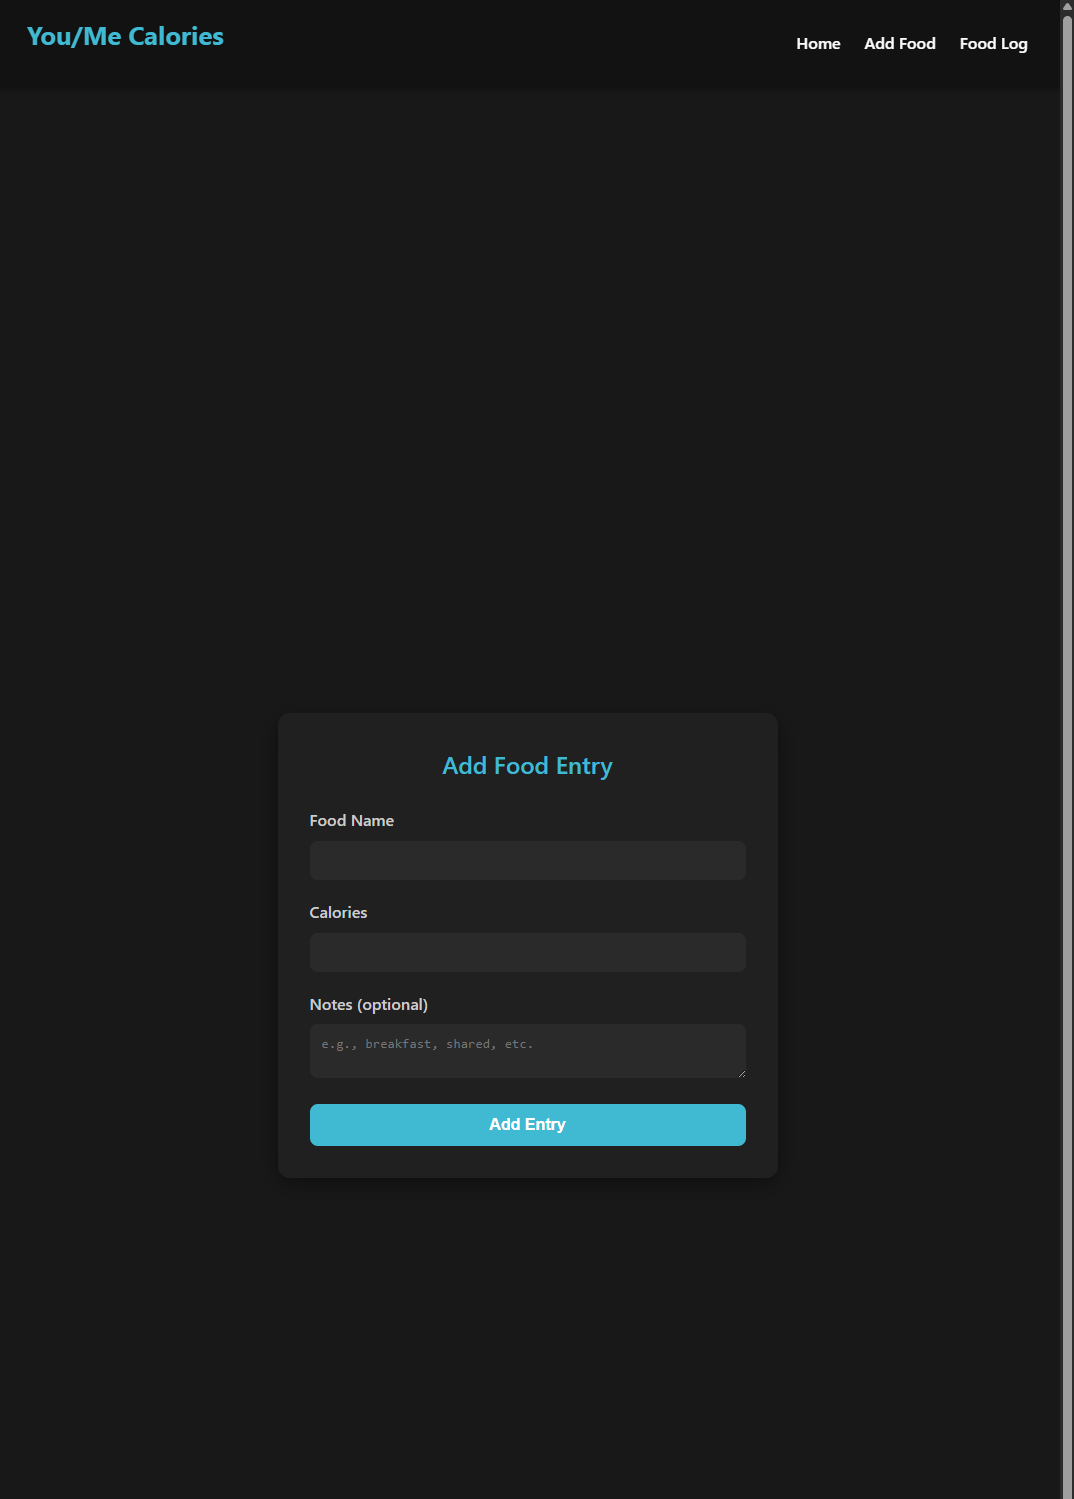 You/Me Calories
Home Add Food Food Log
Add Food Entry
Food Name
Calories
Notes (optional)
e.g., breakfast, shared, etc.
Add Entry